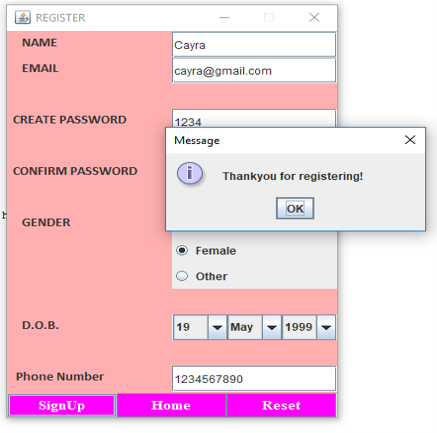 REGISTER
NAME Cayra
EMAIL cayra@gmail.com
CREATE PASSWORD 1234
Message
CONFIRM PASSWORD
Thankyou for registering!
OK
GENDER
Female
Other
D.O.B. 19 May 1999
Phone Number 1234567890
SignUp Home Reset